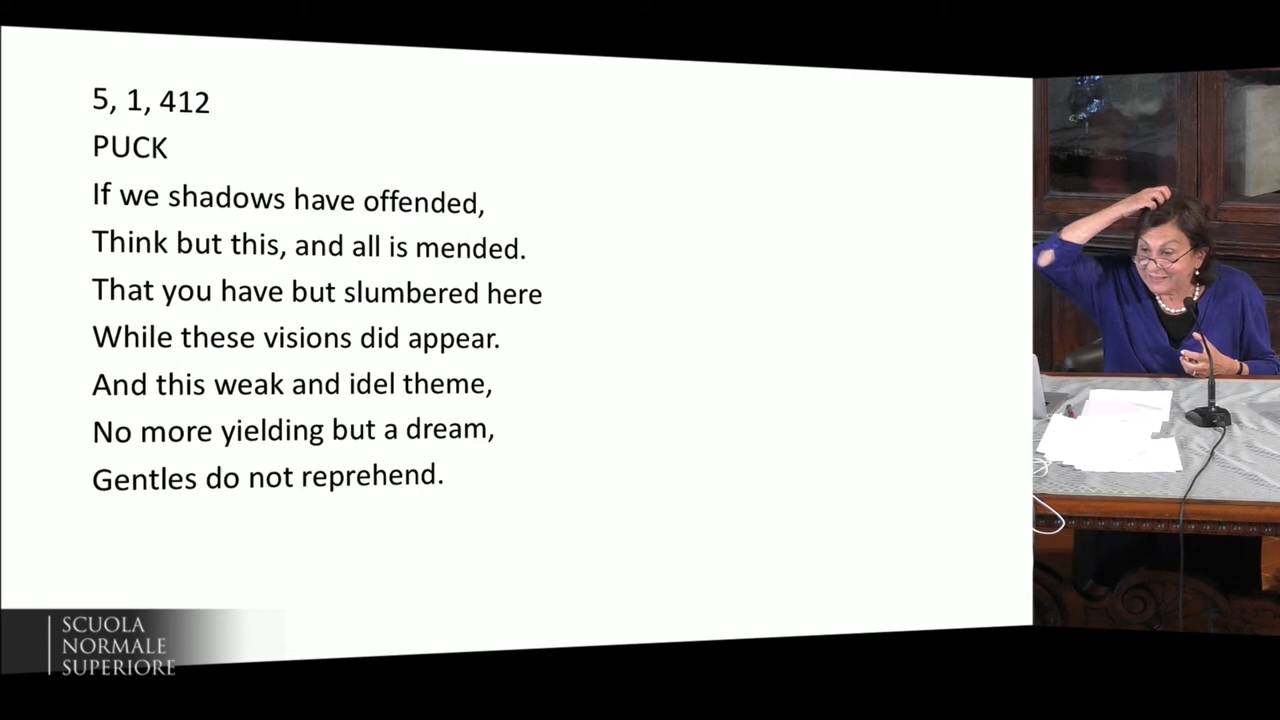 5, 1, 412
PUCK
If we shadows have offended,
Think but this, and all is mended.
That you have but slumbered here
While these visions did appear.
And this weak and idel theme,
No more yielding but a dream,
Gentles do not reprehend.
SCUOLA
NORMALE
SUPERIORE